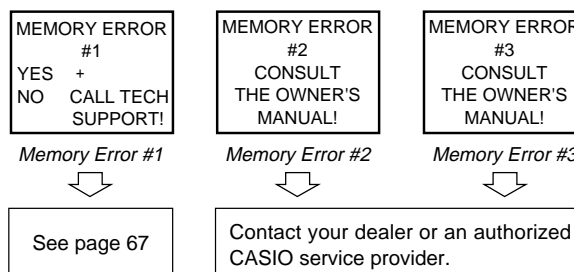 MEMORY ERROR
#1
YES +
NO CALL TECH
SUPPORT!
MEMORY ERROR
#2
CONSULT
THE OWNER'S
MANUAL!
MEMORY ERROR
#3
CONSULT
THE OWNER'S
MANUAL!
Memory Error #1
Memory Error #2
Memory Error #3
See page 67
Contact your dealer or an authorized
CASIO service provider.